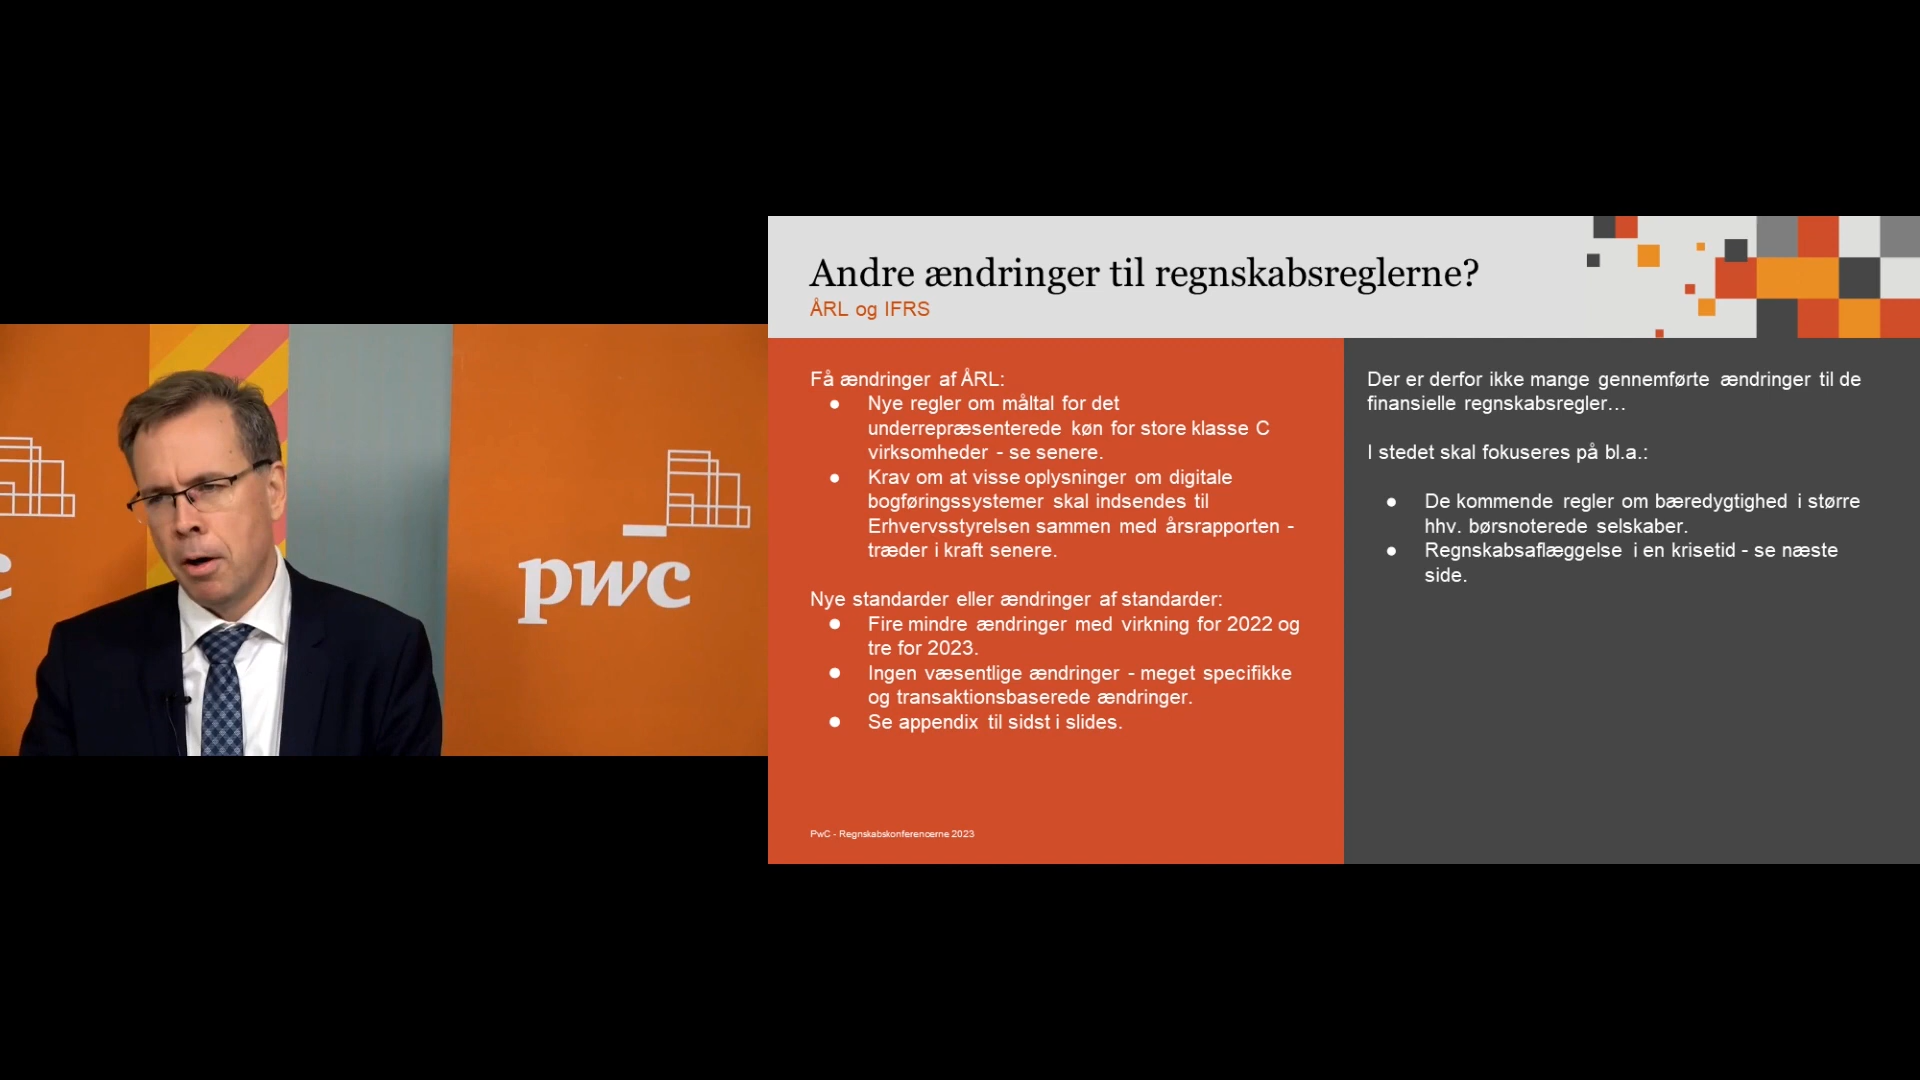 pwc
Andre ændringer til regnskabsreglerne?
ÅRL og IFRS
Få ændringer af ÅRL:
● Nye regler om måltal for det
underrepræsenterede køn for store klasse C
virksomheder - se senere.
● Krav om at visse oplysninger om digitale
bogføringssystemer skal indsendes til
Erhvervsstyrelsen sammen med årsrapporten -
træder i kraft senere.
Nye standarder eller ændringer af standarder:
● Fire mindre ændringer med virkning for 2022 og
tre for 2023.
● Ingen væsentlige ændringer - meget specifikke
og transaktionsbaserede ændringer.
● Se appendix til sidst i slides.
PwC - Regnskabskonferencerne 2023
Der er derfor ikke mange gennemførte ændringer til de
finansielle regnskabsregler…
I stedet skal fokuseres på bl.a.:
● De kommende regler om bæredygtighed i større
hhv. børsnoterede selskaber.
● Regnskabsaflæggelse i en krisetid - se næste
side.